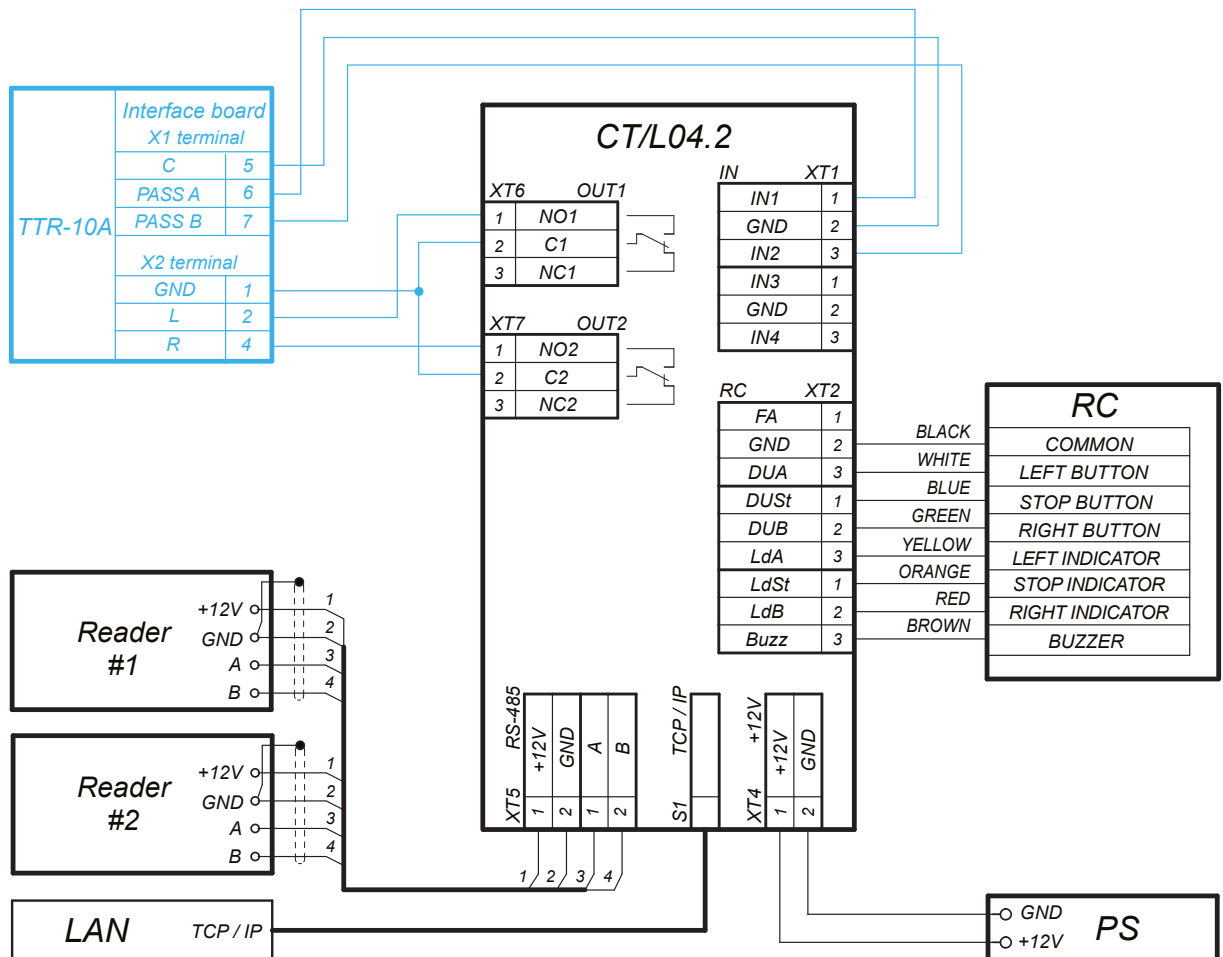 TTR-10A
Interface board
X1 terminal
C 5
PASS A 6
PASS B 7
X2 terminal
GND 1
L 2
R 4
CT/L04.2
XT6 OUT1
1 NO1
2 C1
3 NC1
XT7 OUT2
1 NO2
2 C2
3 NC2
IN XT1
IN1 1
GND 2
IN2 3
IN3 1
GND 2
IN4 3
RC XT2
FA 1
GND 2
DUA 3
DUSt 1
DUB 2
LdA 3
LdSt 1
LdB 2
Buzz 3
BLACK
WHITE
BLUE
GREEN
YELLOW
ORANGE
RED
BROWN
RC
COMMON
LEFT BUTTON
STOP BUTTON
RIGHT BUTTON
LEFT INDICATOR
STOP INDICATOR
RIGHT INDICATOR
BUZZER
Reader
#1
+12V 1
GND 2
A 3
B 4
Reader
#2
+12V 1
GND 2
A 3
B 4
XT5 RS-485
1 +12V
2 GND
1 A
2 B
1 2 3 4
S1 TCP / IP
XT4 +12V
1 +12V
2 GND
LAN TCP / IP
PS
GND
+12V